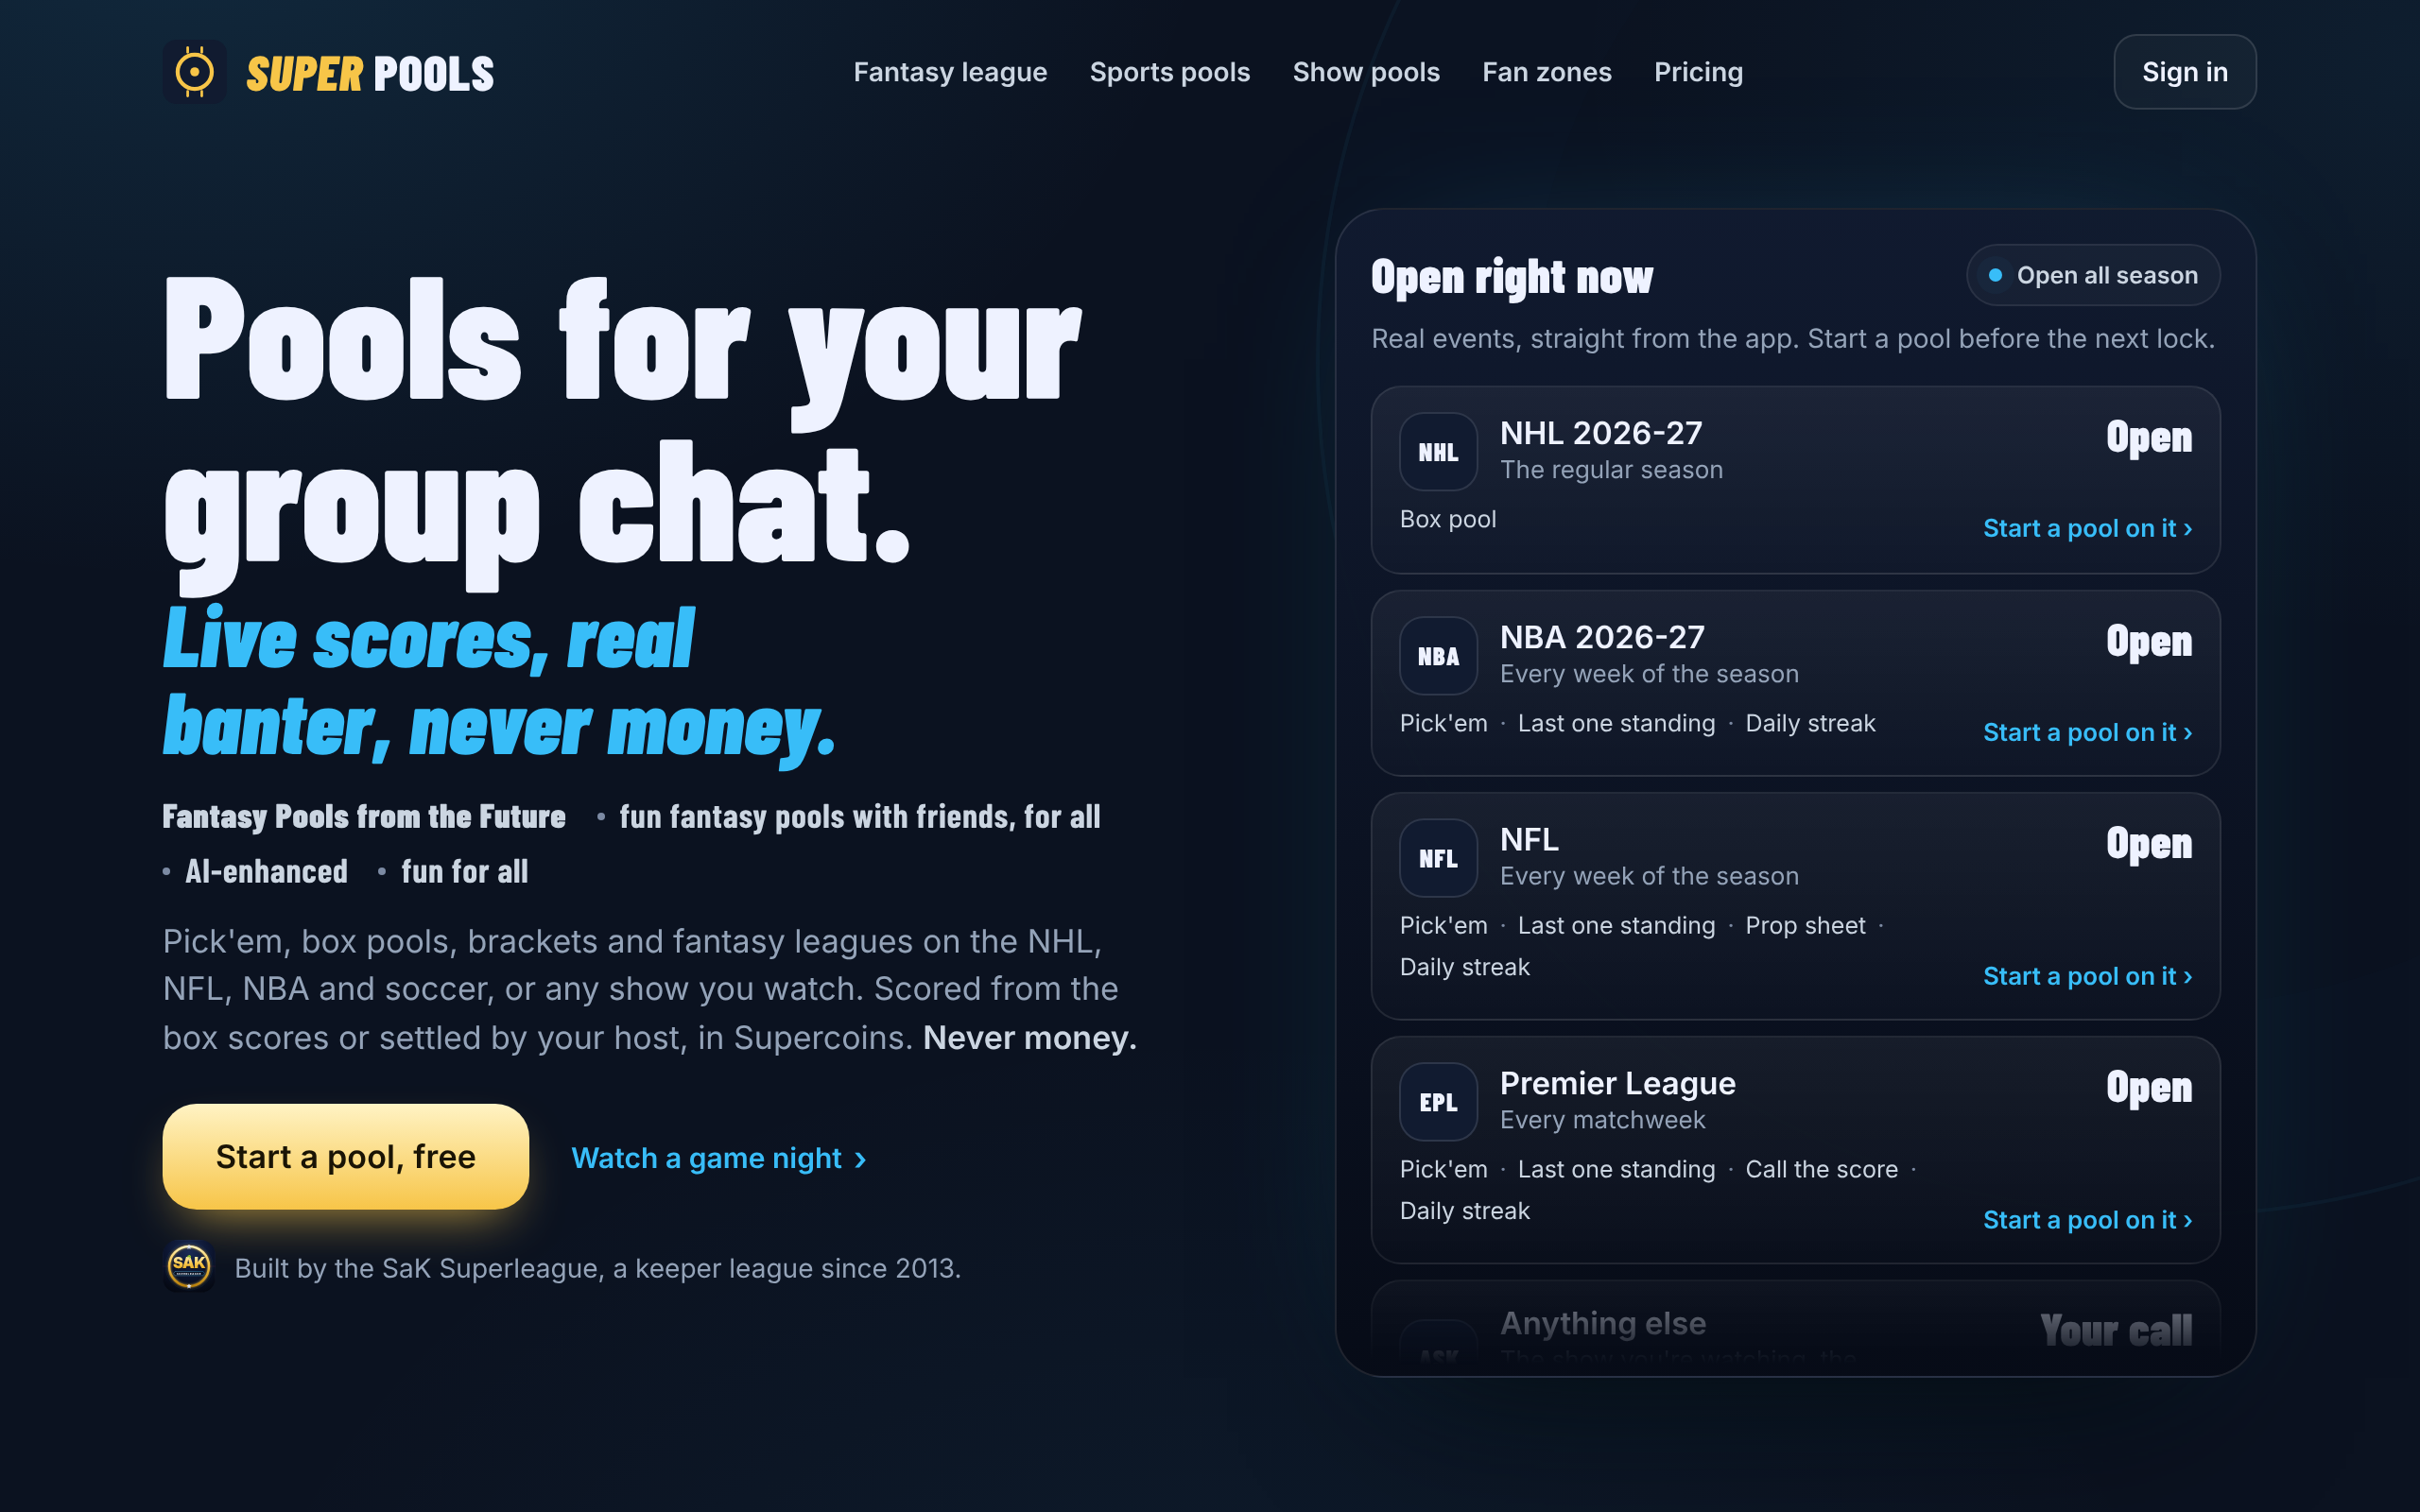 SUPER POOLS
Fantasy league
Sports pools
Show pools
Fan zones
Pricing
Sign in
Pools for your
group chat.
Live scores, real
banter, never money.
Fantasy Pools from the Future • fun fantasy pools with friends, for all
• AI-enhanced • fun for all
Pick'em, box pools, brackets and fantasy leagues on the NHL,
NFL, NBA and soccer, or any show you watch. Scored from the
box scores or settled by your host, in Supercoins. Never money.
Start a pool, free
Watch a game night ›
SAK
Built by the SaK Superleague, a keeper league since 2013.
Open right now
Open all season
Real events, straight from the app. Start a pool before the next lock.
NHL
NHL 2026-27
Open
The regular season
Box pool
Start a pool on it ›
NBA
NBA 2026-27
Open
Every week of the season
Pick'em · Last one standing · Daily streak
Start a pool on it ›
NFL
NFL
Open
Every week of the season
Pick'em · Last one standing · Prop sheet ·
Daily streak
Start a pool on it ›
EPL
Premier League
Open
Every matchweek
Pick'em · Last one standing · Call the score ·
Daily streak
Start a pool on it ›
ASK
Anything else
Your call
The show you're watching, the